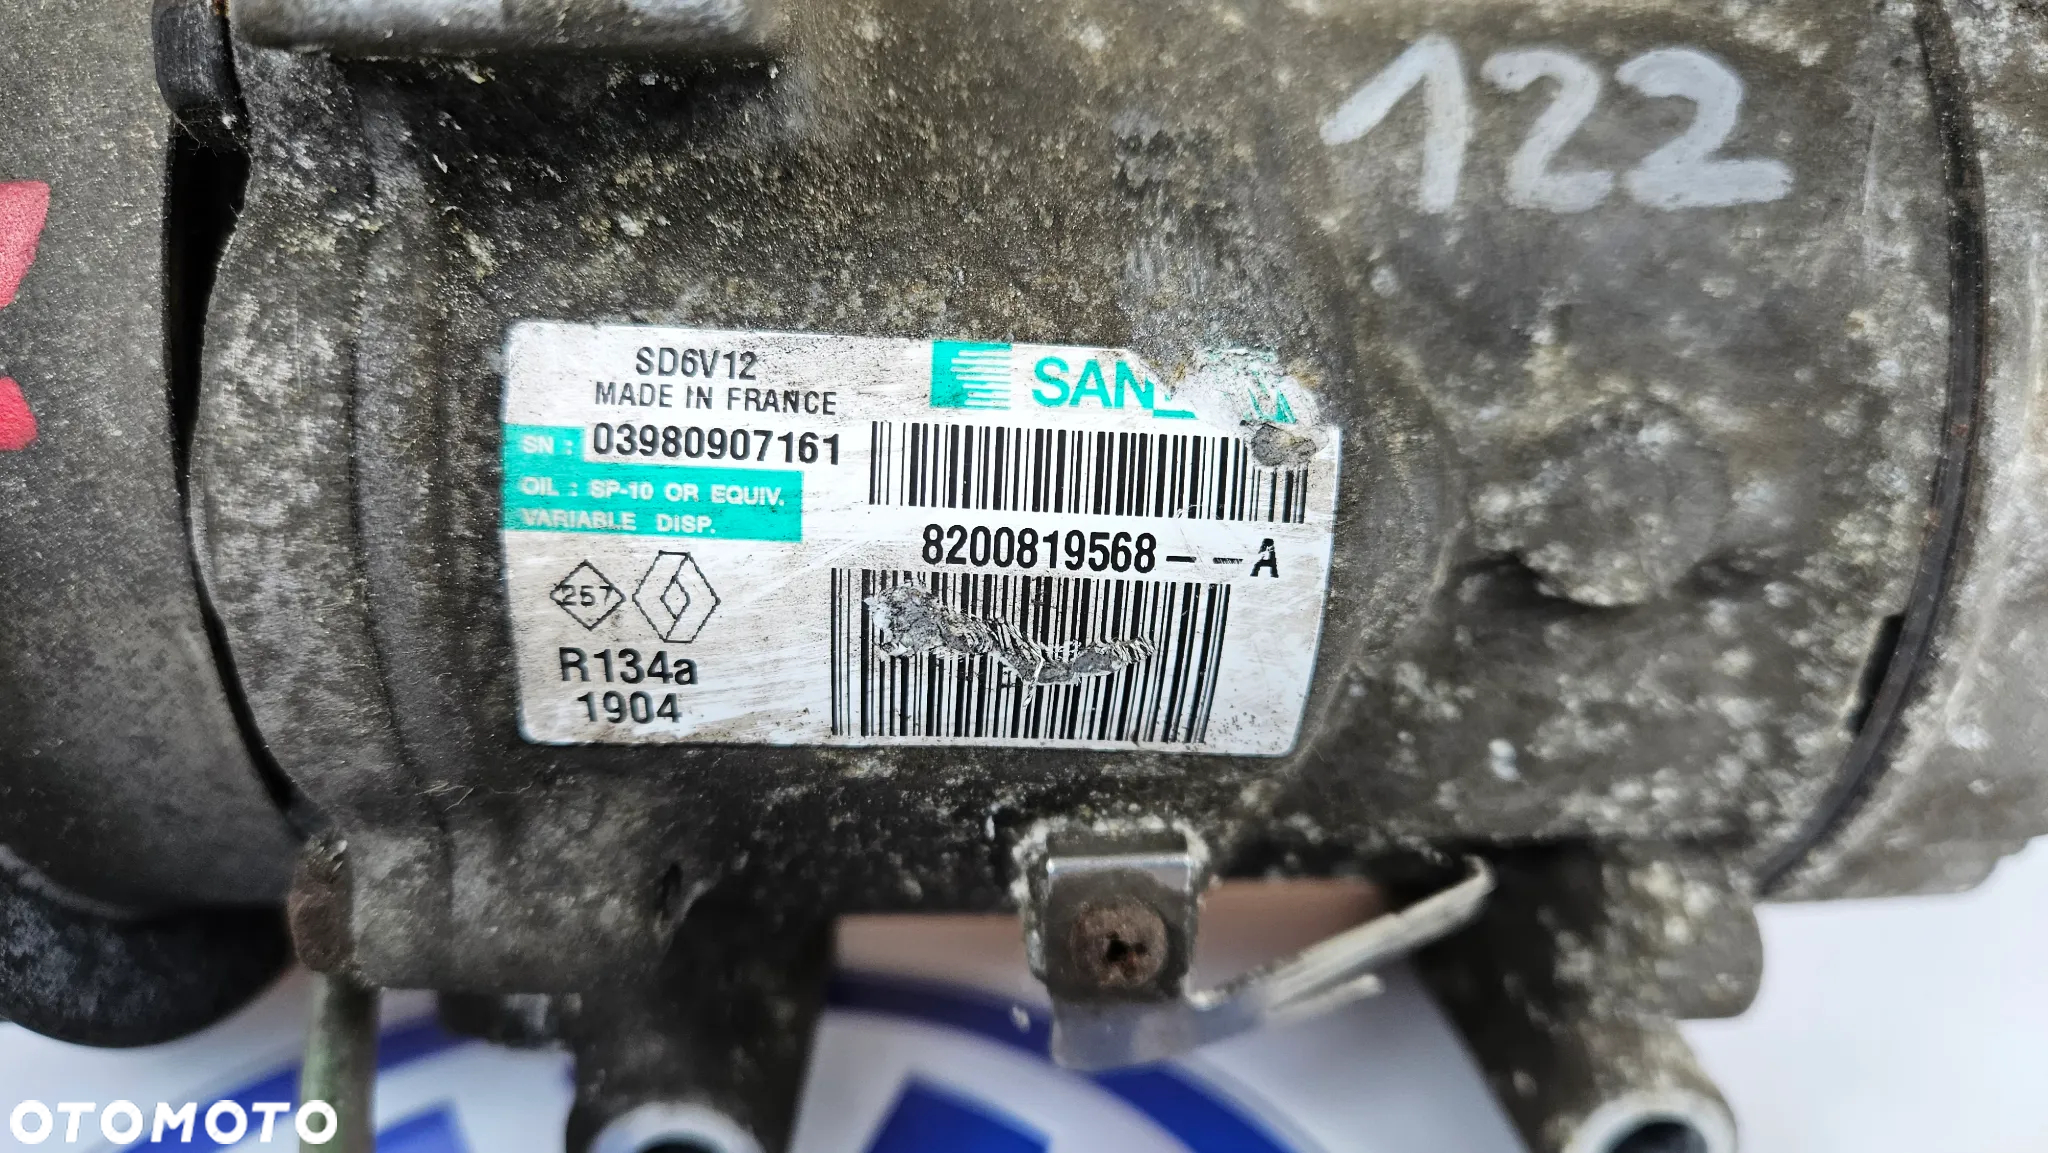 122
SD6V12
MADE IN FRANCE
SN : 03980907161
OIL : SP-10 OR EQUIV.
VARIABLE DISP.
8200819568 - - A
257
R134a
1904
OTOMOTO